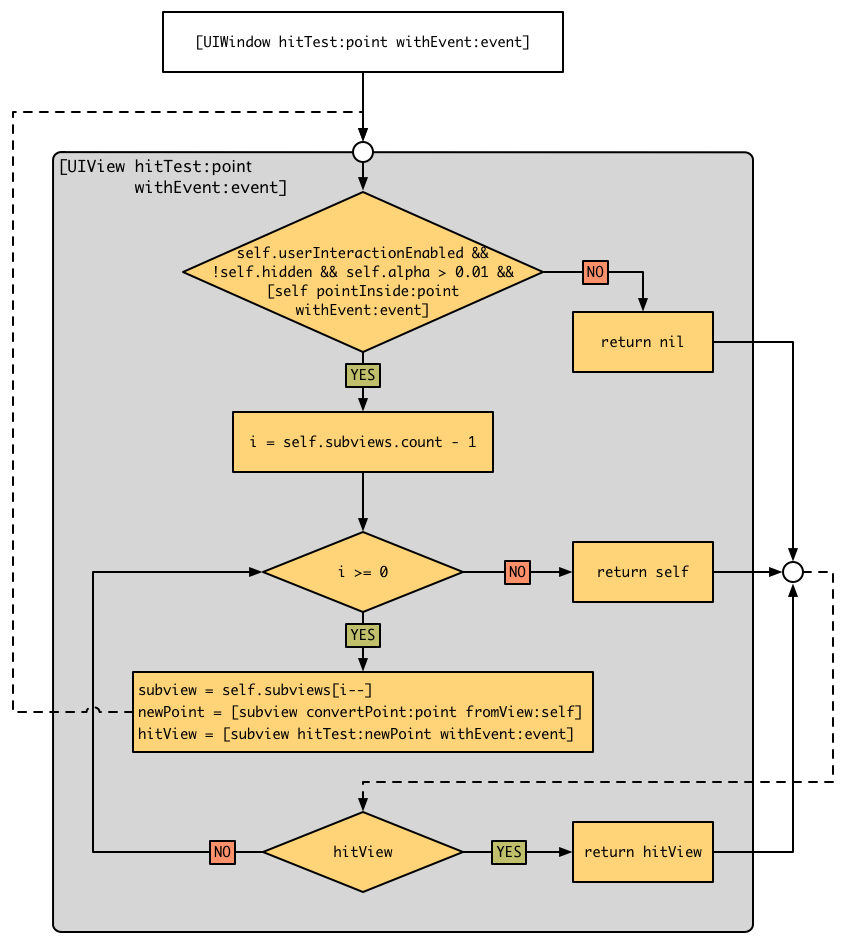 [UIWindow hitTest:point withEvent:event]
[UIView hitTest:point
withEvent:event]
self.userInteractionEnabled &&
!self.hidden && self.alpha > 0.01 &&
[self pointInside:point
withEvent:event]
NO
return nil
YES
i = self.subviews.count - 1
i >= 0
NO
return self
YES
subview = self.subviews[i--]
newPoint = [subview convertPoint:point fromView:self]
hitView = [subview hitTest:newPoint withEvent:event]
NO
hitView
YES
return hitView